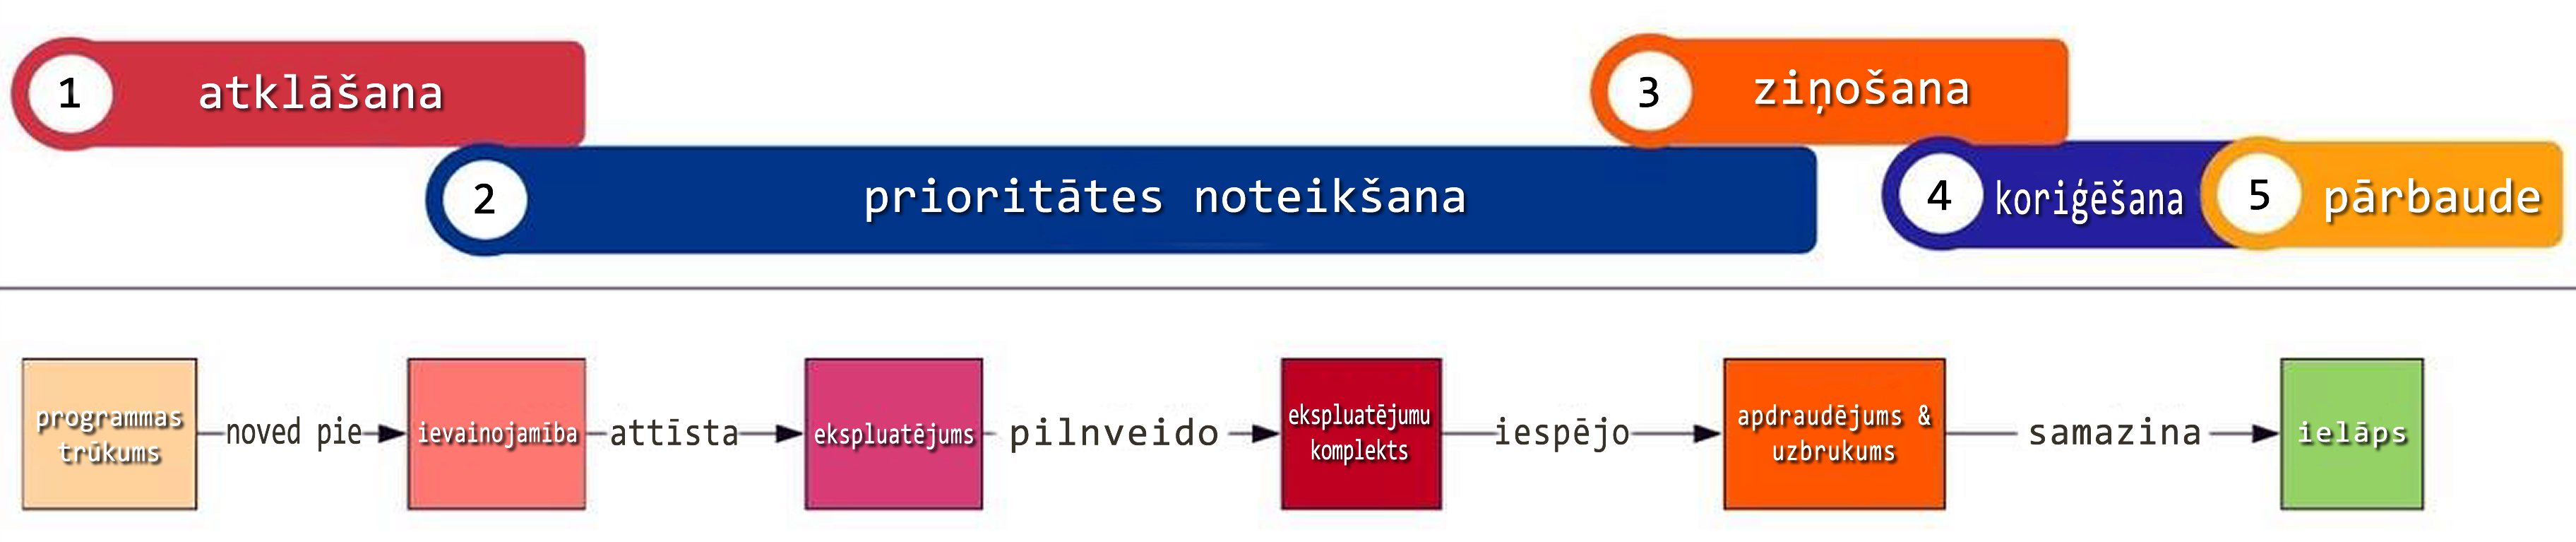 1 atklāšana
2 prioritātes noteikšana
3 ziņošana
4 koriģēšana
5 pārbaude
programmas
trūkums
noved pie
ievainojamība
attīsta
ekspluatējums
pilnveido
ekspluatējumu
komplekts
iespējo
apdraudējums &
uzbrukums
samazina
ielāps